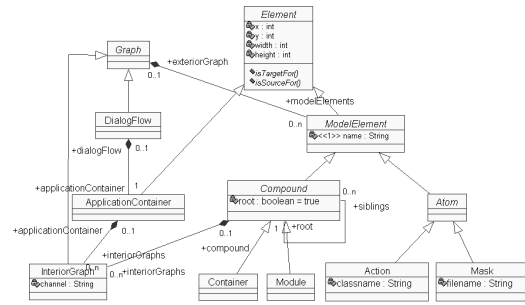 Element
x : int
y : int
width : int
height : int
isTargetFor()
isSourceFor()
Graph
+exteriorGraph
0..1
+modelElements
0..n
DialogFlow
0..1
+dialogFlow
ModelElement
<<1>> name : String
+applicationContainer
1
ApplicationContainer
0..1
+applicationContainer
Compound
root : boolean = true
0..n
+siblings
0..1
1
+root
Atom
+interiorGraphs
0..n
0..n
+interiorGraphs
+compound
InteriorGraph
channel : String
Container
Module
Action
classname : String
Mask
filename : String